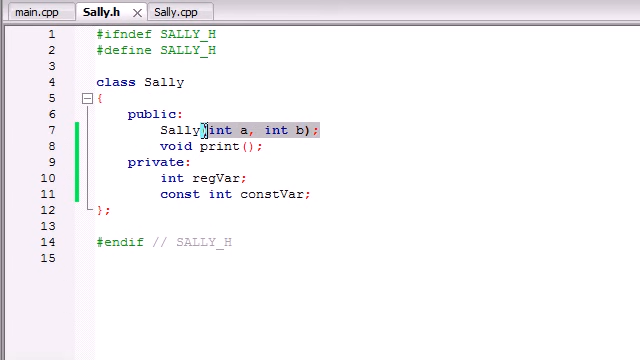 main.cpp Sally.h Sally.cpp
1 #ifndef SALLY_H
2 #define SALLY_H
3
4 class Sally
5 {
6 public:
7 Sally(int a, int b);
8 void print();
9 private:
10 int regVar;
11 const int constVar;
12 };
13
14 #endif // SALLY_H
15